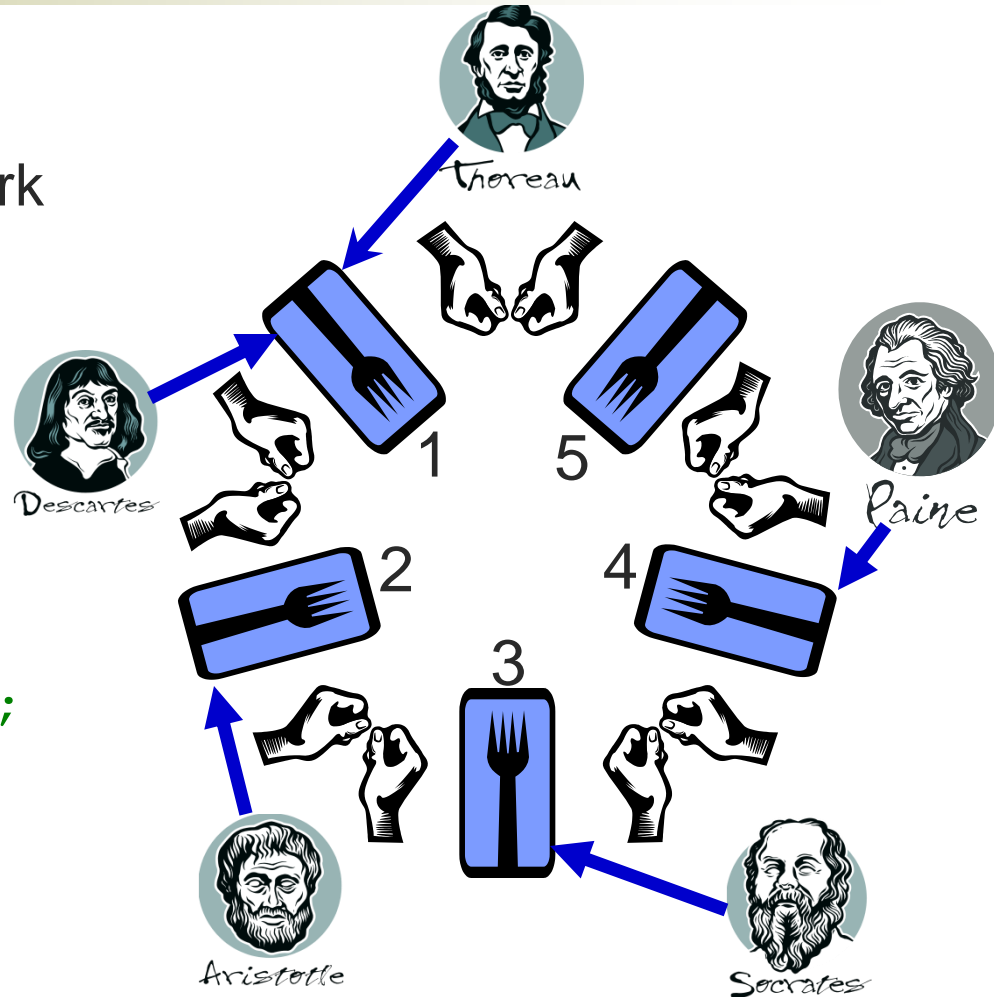 rk
Thoreau
Descartes
Paine
1
5
2
4
3
;
Aristotle
Socrates